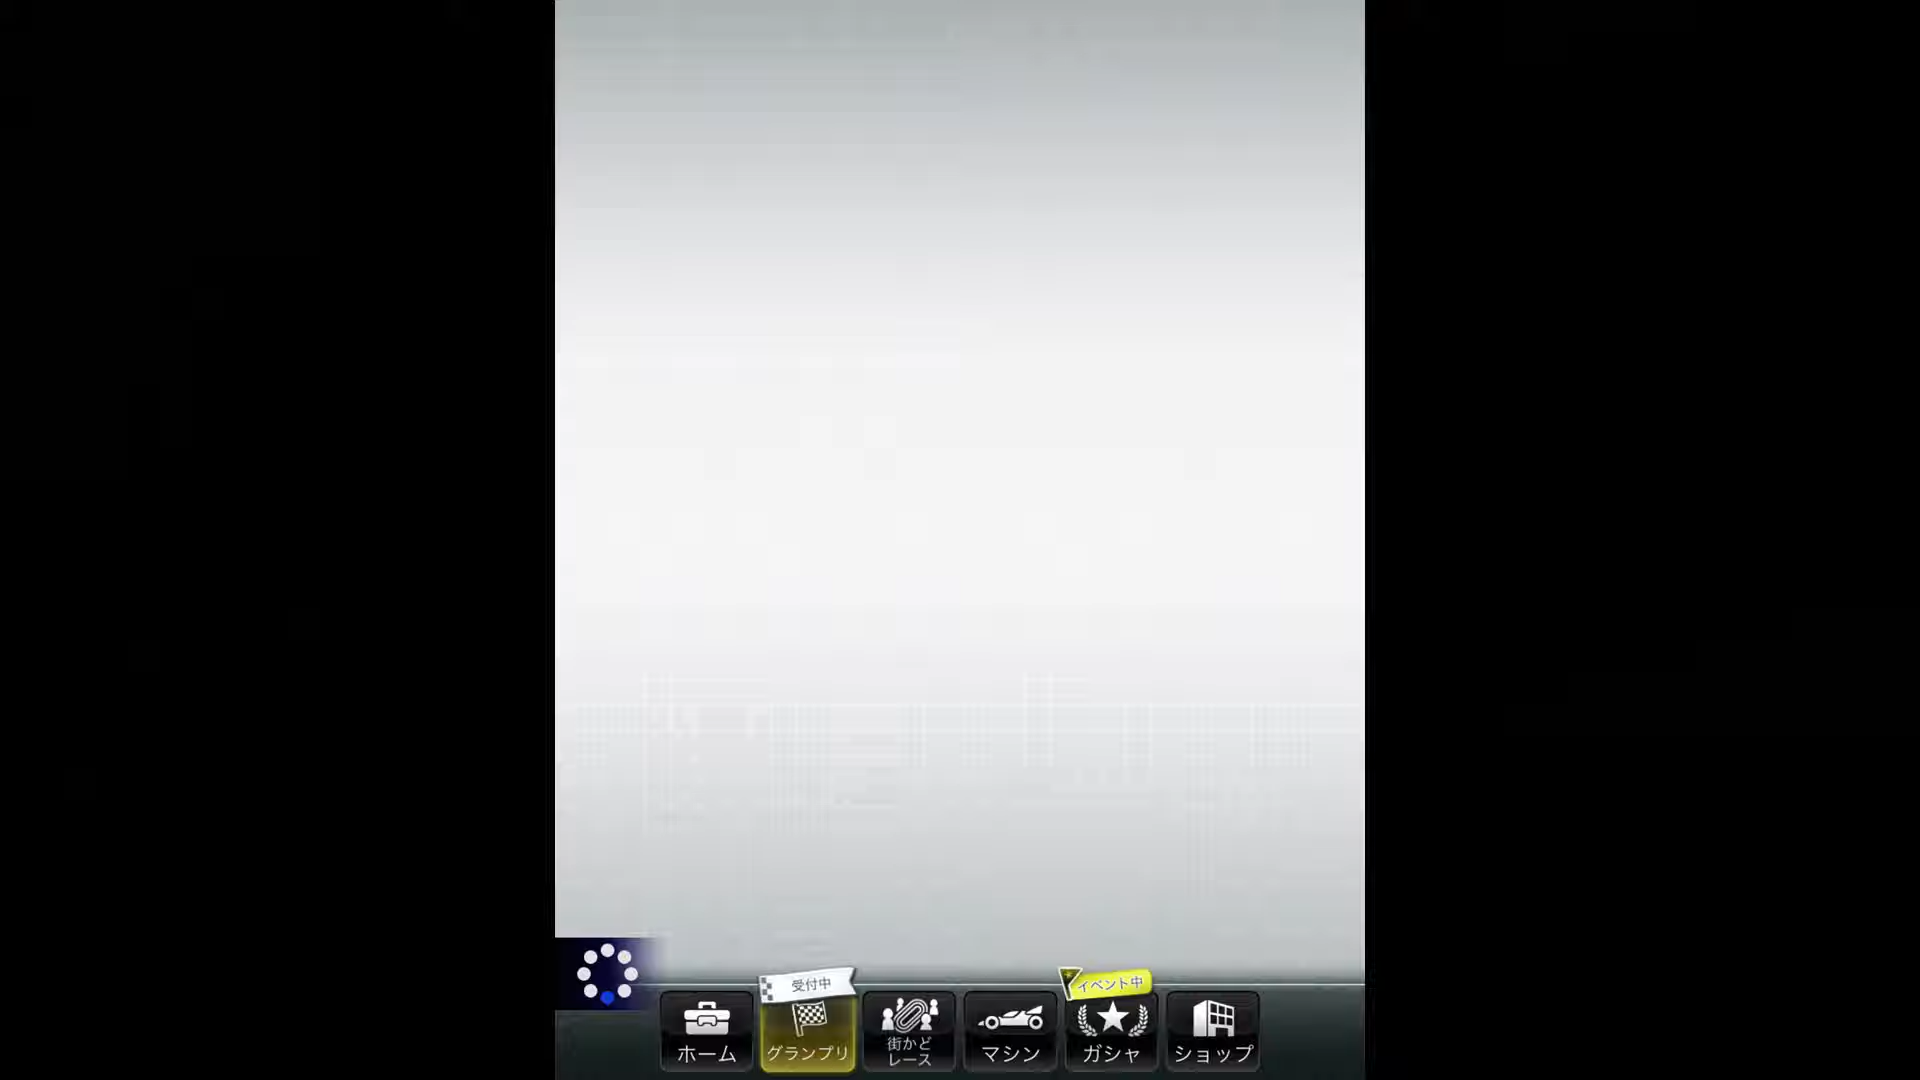 受付中
イベント中
ホーム
グランプリ
街かど
レース
マシン
ガシャ
ショップ